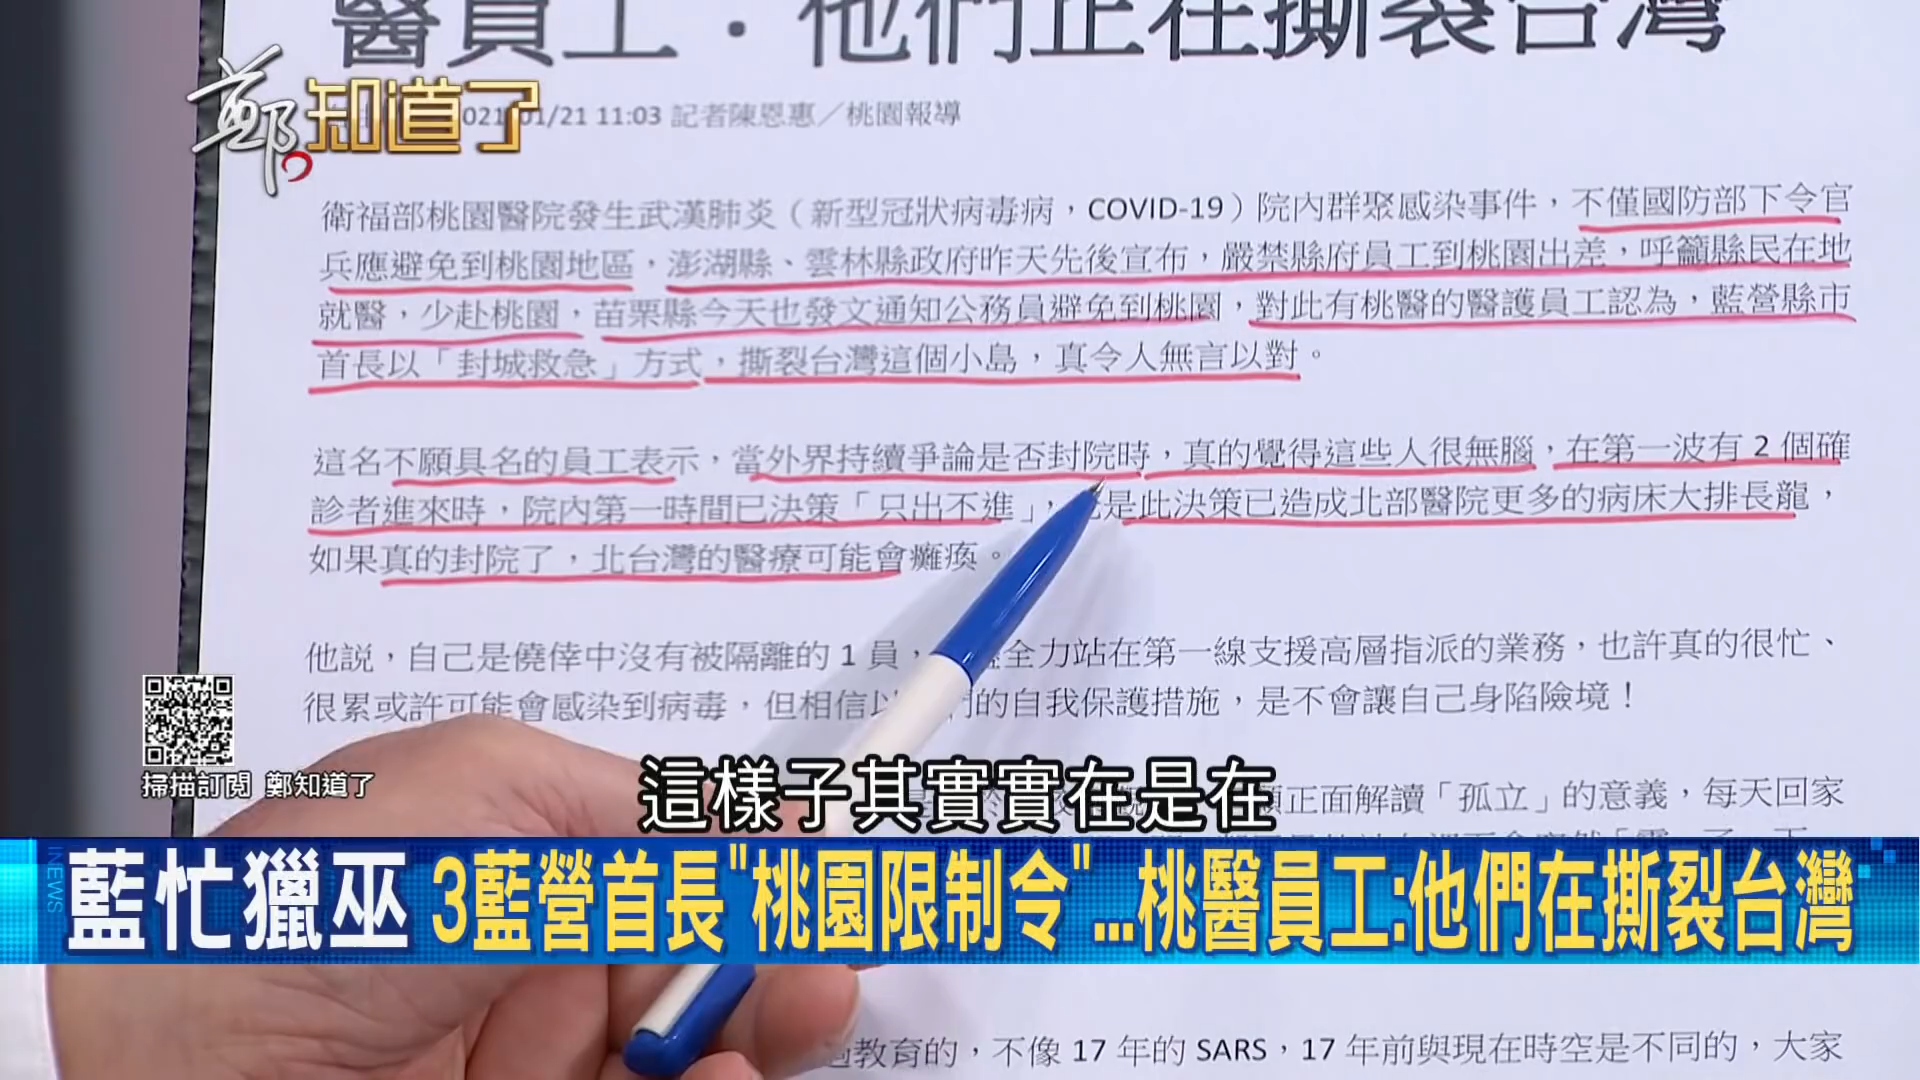 醫員工：他們正在撕裂台灣
鄭知道了
021/01/21 11:03 記者陳恩惠／桃園報導
衛福部桃園醫院發生武漢肺炎（新型冠狀病毒病，COVID-19）院內群聚感染事件，不僅國防部下令官
兵應避免到桃園地區，澎湖縣、雲林縣政府昨天先後宣布，嚴禁縣府員工到桃園出差，呼籲縣民在地
就醫，少赴桃園，苗栗縣今天也發文通知公務員避免到桃園，對此有桃醫的醫護員工認為，藍營縣市
首長以「封城救急」方式，撕裂台灣這個小島，真令人無言以對。
這名不願具名的員工表示，當外界持續爭論是否封院時，真的覺得這些人很無腦，在第一波有 2 個確
診者進來時，院內第一時間已決策「只出不進」，是此決策已造成北部醫院更多的病床大排長龍，
如果真的封院了，北台灣的醫療可能會癱瘓。
他說，自己是僥倖中沒有被隔離的 1 員，全力站在第一線支援高層指派的業務，也許真的很忙、
很累或許可能會感染到病毒，但相信以們的自我保護措施，是不會讓自己身陷險境！
正面解讀「孤立」的意義，每天回家
掃描訂閱 鄭知道了
這樣子其實實在是在
INEWS
藍忙獵巫 3藍營首長"桃園限制令"...桃醫員工:他們在撕裂台灣
教育的，不像 17 年的 SARS，17 年前與現在時空是不同的，大家